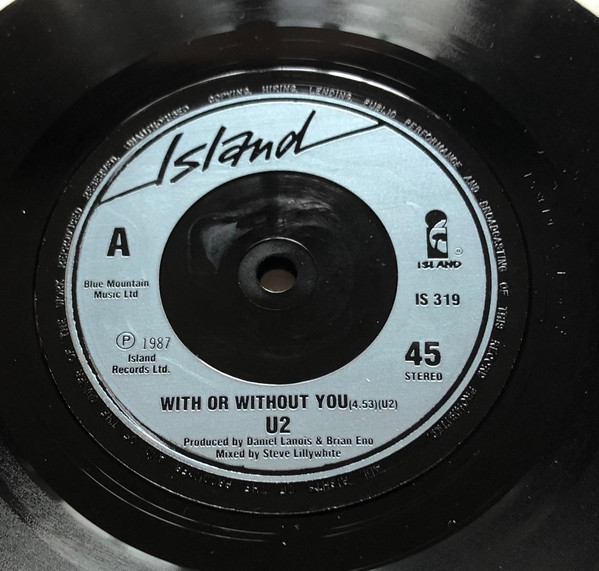 COPYING, HIRING, LENDING, PUBLIC PERFORMANCE AND BROADCASTING OF THIS
Island
A
Blue Mountain
Music Ltd
ISLAND
IS 319
℗ 1987
Island
Records Ltd.
45
STEREO
WITH OR WITHOUT YOU(4.53)(U2)
U2
Produced by Daniel Lanois & Brian Eno
Mixed by Steve Lillywhite